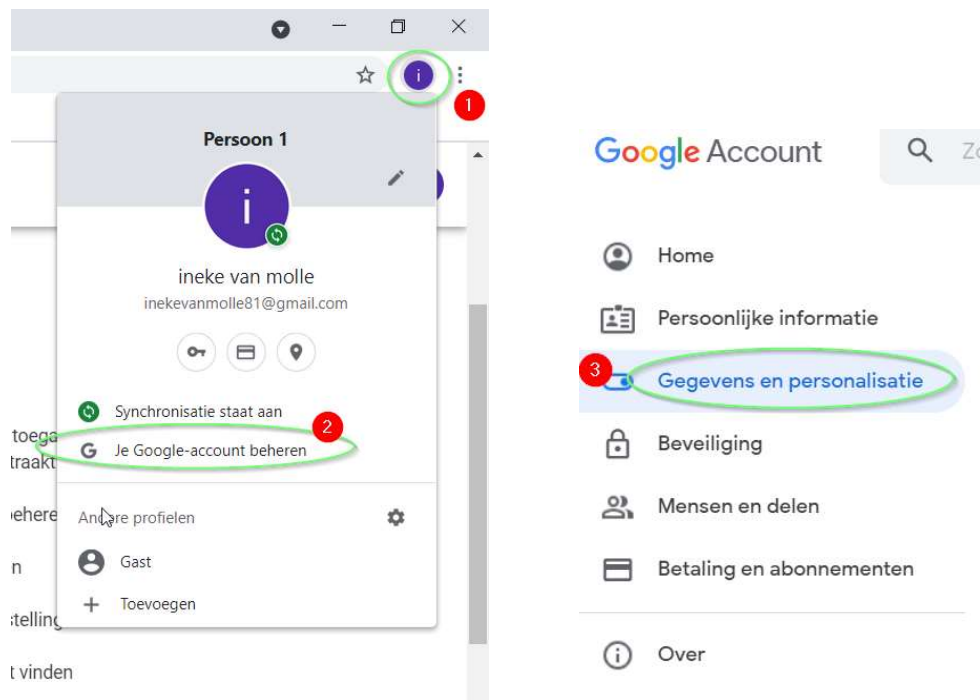 i
1
Persoon 1
i
ineke van molle
inekevanmolle81@gmail.com
Synchronisatie staat aan
2
G Je Google-account beheren
Andere profielen
Gast
+ Toevoegen
toega
traakt
ehere
n
stelling
t vinden
Google Account
Zo
Home
Persoonlijke informatie
3
Gegevens en personalisatie
Beveiliging
Mensen en delen
Betaling en abonnementen
Over